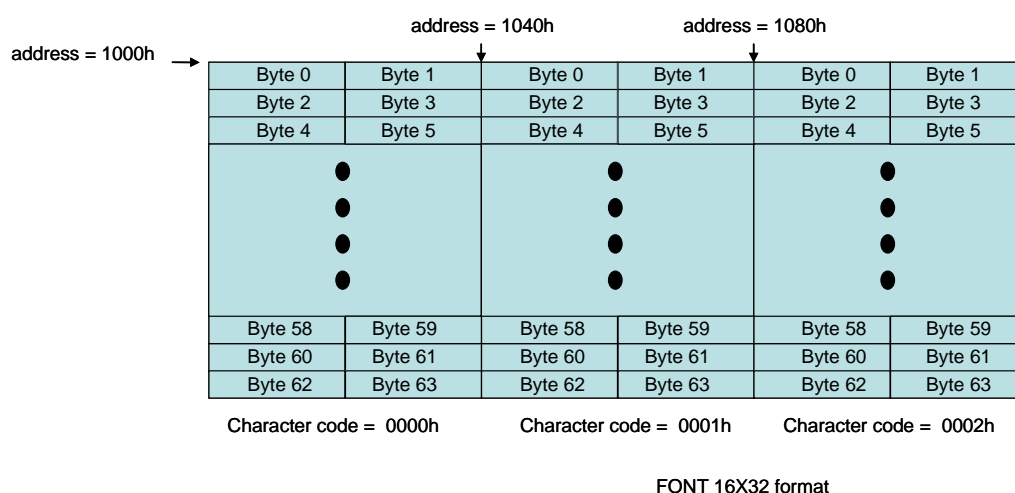 address = 1040h address = 1080h
address = 1000h
Byte 0 Byte 1 Byte 0 Byte 1 Byte 0 Byte 1
Byte 2 Byte 3 Byte 2 Byte 3 Byte 2 Byte 3
Byte 4 Byte 5 Byte 4 Byte 5 Byte 4 Byte 5
Byte 58 Byte 59 Byte 58 Byte 59 Byte 58 Byte 59
Byte 60 Byte 61 Byte 60 Byte 61 Byte 60 Byte 61
Byte 62 Byte 63 Byte 62 Byte 63 Byte 62 Byte 63
Character code = 0000h Character code = 0001h Character code = 0002h
FONT 16X32 format